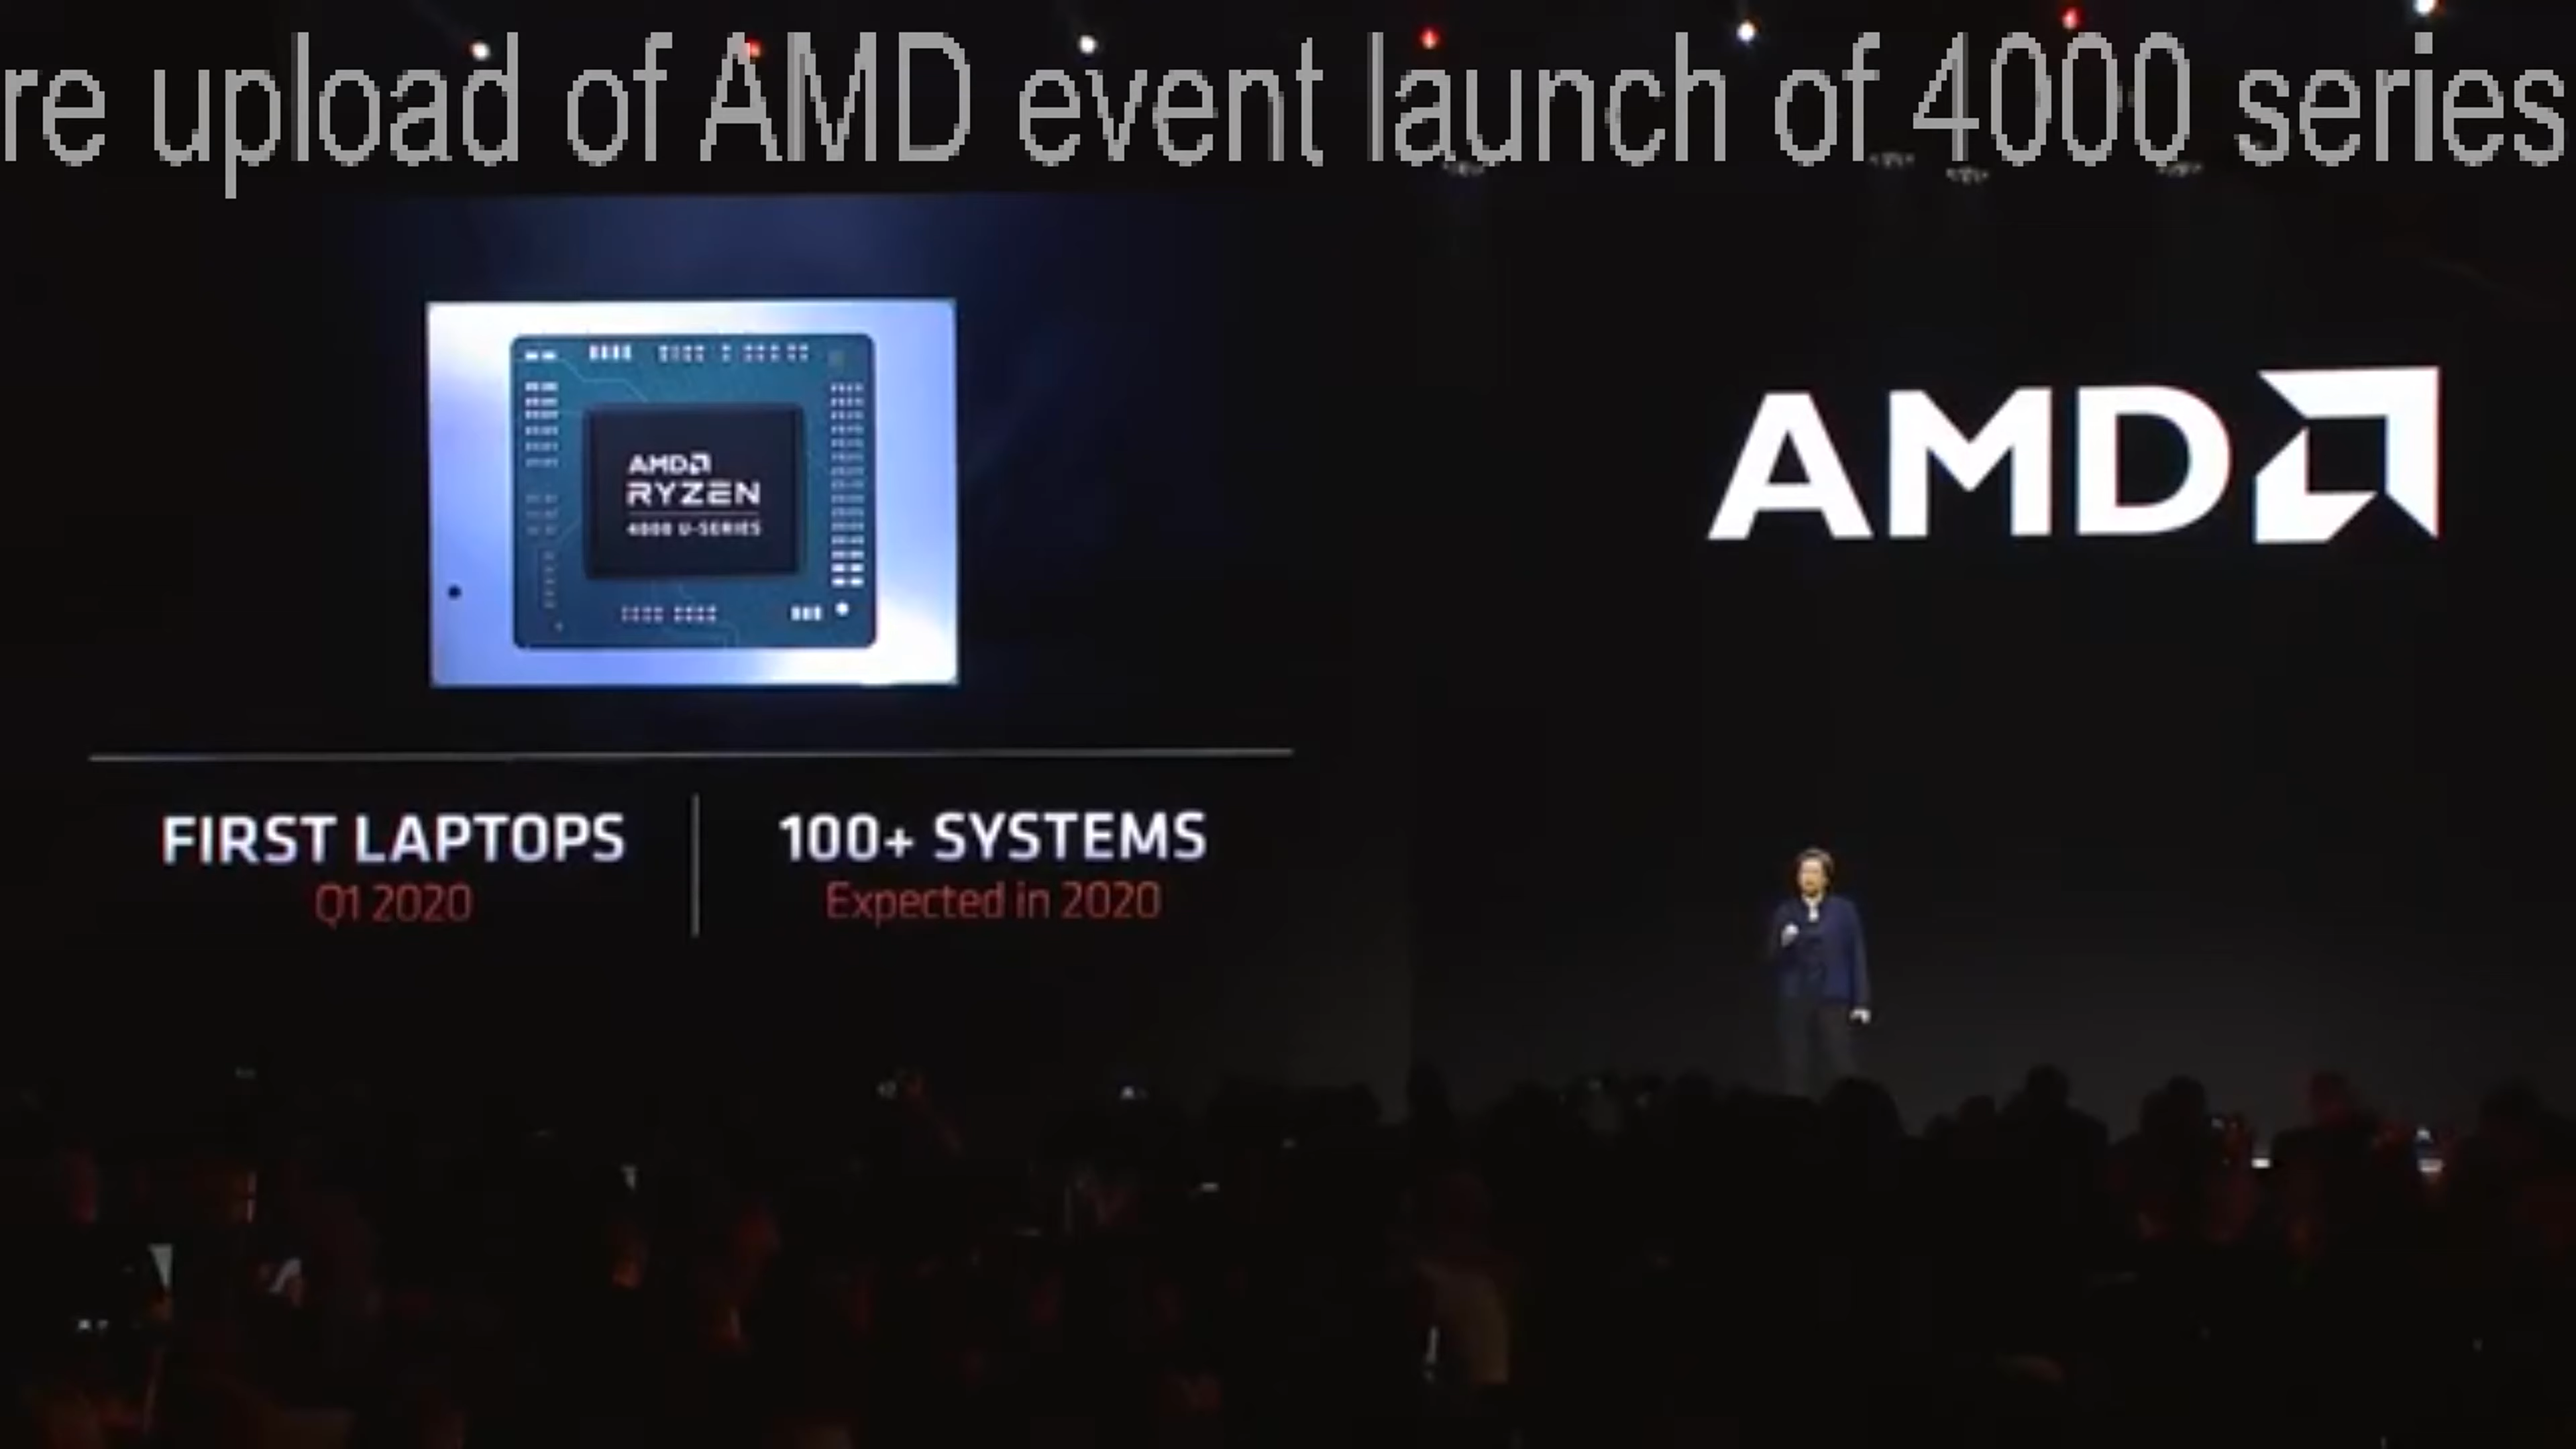 re upload of AMD event launch of 4000 series
AMD
RYZEN
4000 U-SERIES
AMD
FIRST LAPTOPS
Q1 2020
100+ SYSTEMS
Expected in 2020